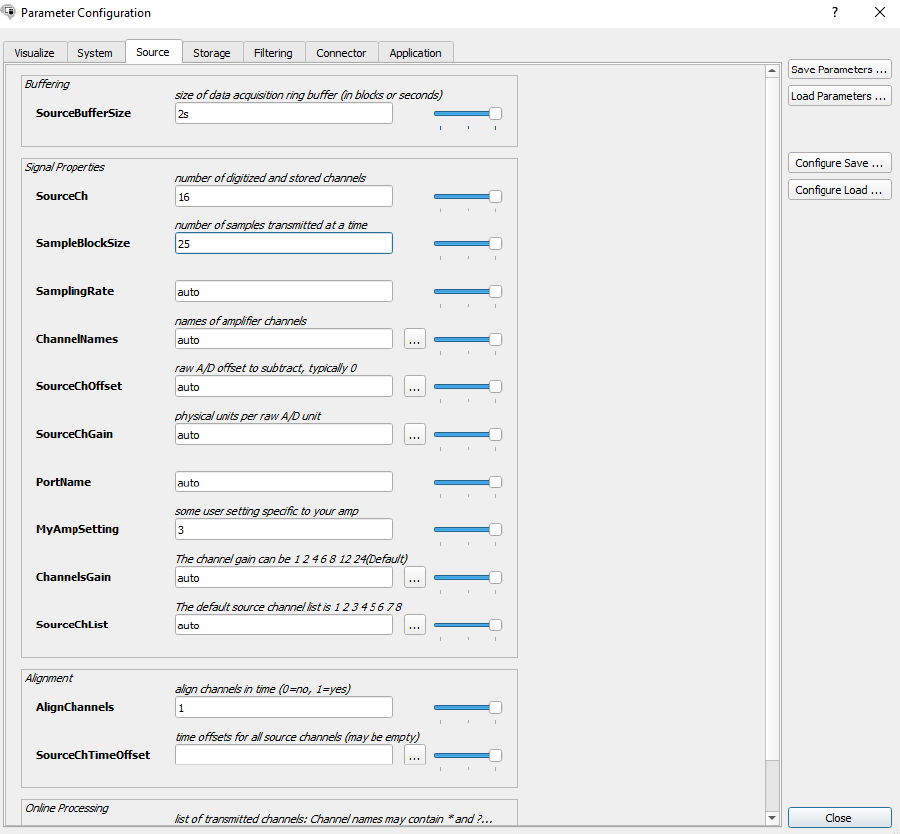 Parameter Configuration
?
Visualize
System
Source
Storage
Filtering
Connector
Application
Save Parameters ...
Load Parameters ...
Configure Save ...
Configure Load ...
Buffering
size of data acquisition ring buffer (in blocks or seconds)
SourceBufferSize
2s
Signal Properties
number of digitized and stored channels
SourceCh
16
number of samples transmitted at a time
SampleBlockSize
25
SamplingRate
auto
names of amplifier channels
ChannelNames
auto
...
raw A/D offset to subtract, typically 0
SourceChOffset
auto
...
physical units per raw A/D unit
SourceChGain
auto
...
PortName
auto
some user setting specific to your amp
MyAmpSetting
3
The channel gain can be 1 2 4 6 8 12 24(Default)
ChannelsGain
auto
...
The default source channel list is 1 2 3 4 5 6 7 8
SourceChList
auto
...
Alignment
align channels in time (0=no, 1=yes)
AlignChannels
1
time offsets for all source channels (may be empty)
SourceChTimeOffset
...
Online Processing
list of transmitted channels: Channel names may contain * and ?...
Close